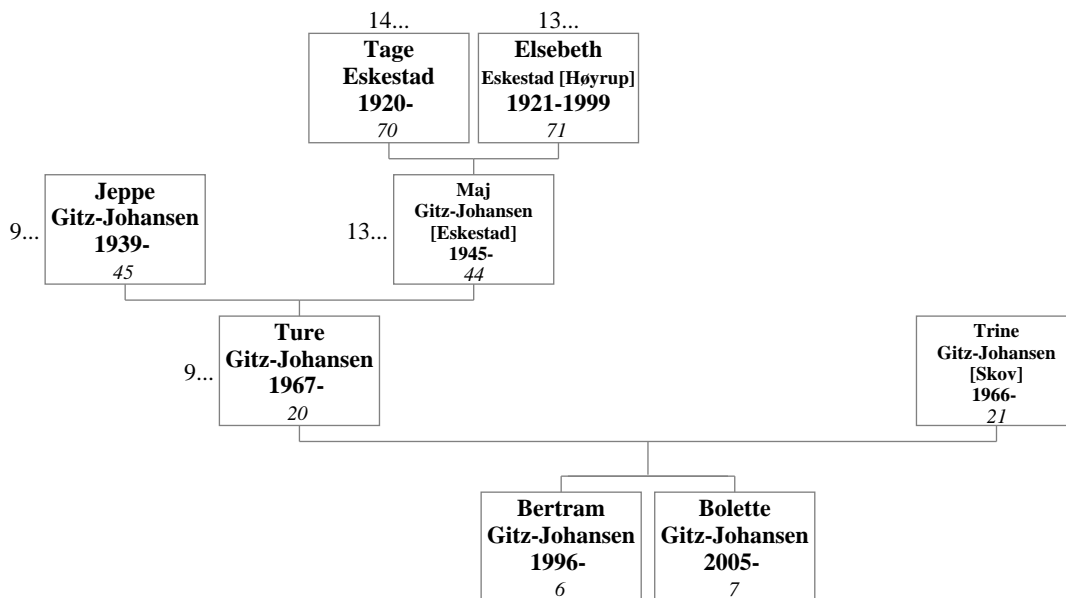 14...
13...
Tage
Eskestad
1920-
70
Elsebeth
Eskestad [Høyrup]
1921-1999
71
9...
Jeppe
Gitz-Johansen
1939-
45
13...
Maj
Gitz-Johansen
[Eskestad]
1945-
44
9...
Ture
Gitz-Johansen
1967-
20
Trine
Gitz-Johansen
[Skov]
1966-
21
Bertram
Gitz-Johansen
1996-
6
Bolette
Gitz-Johansen
2005-
7